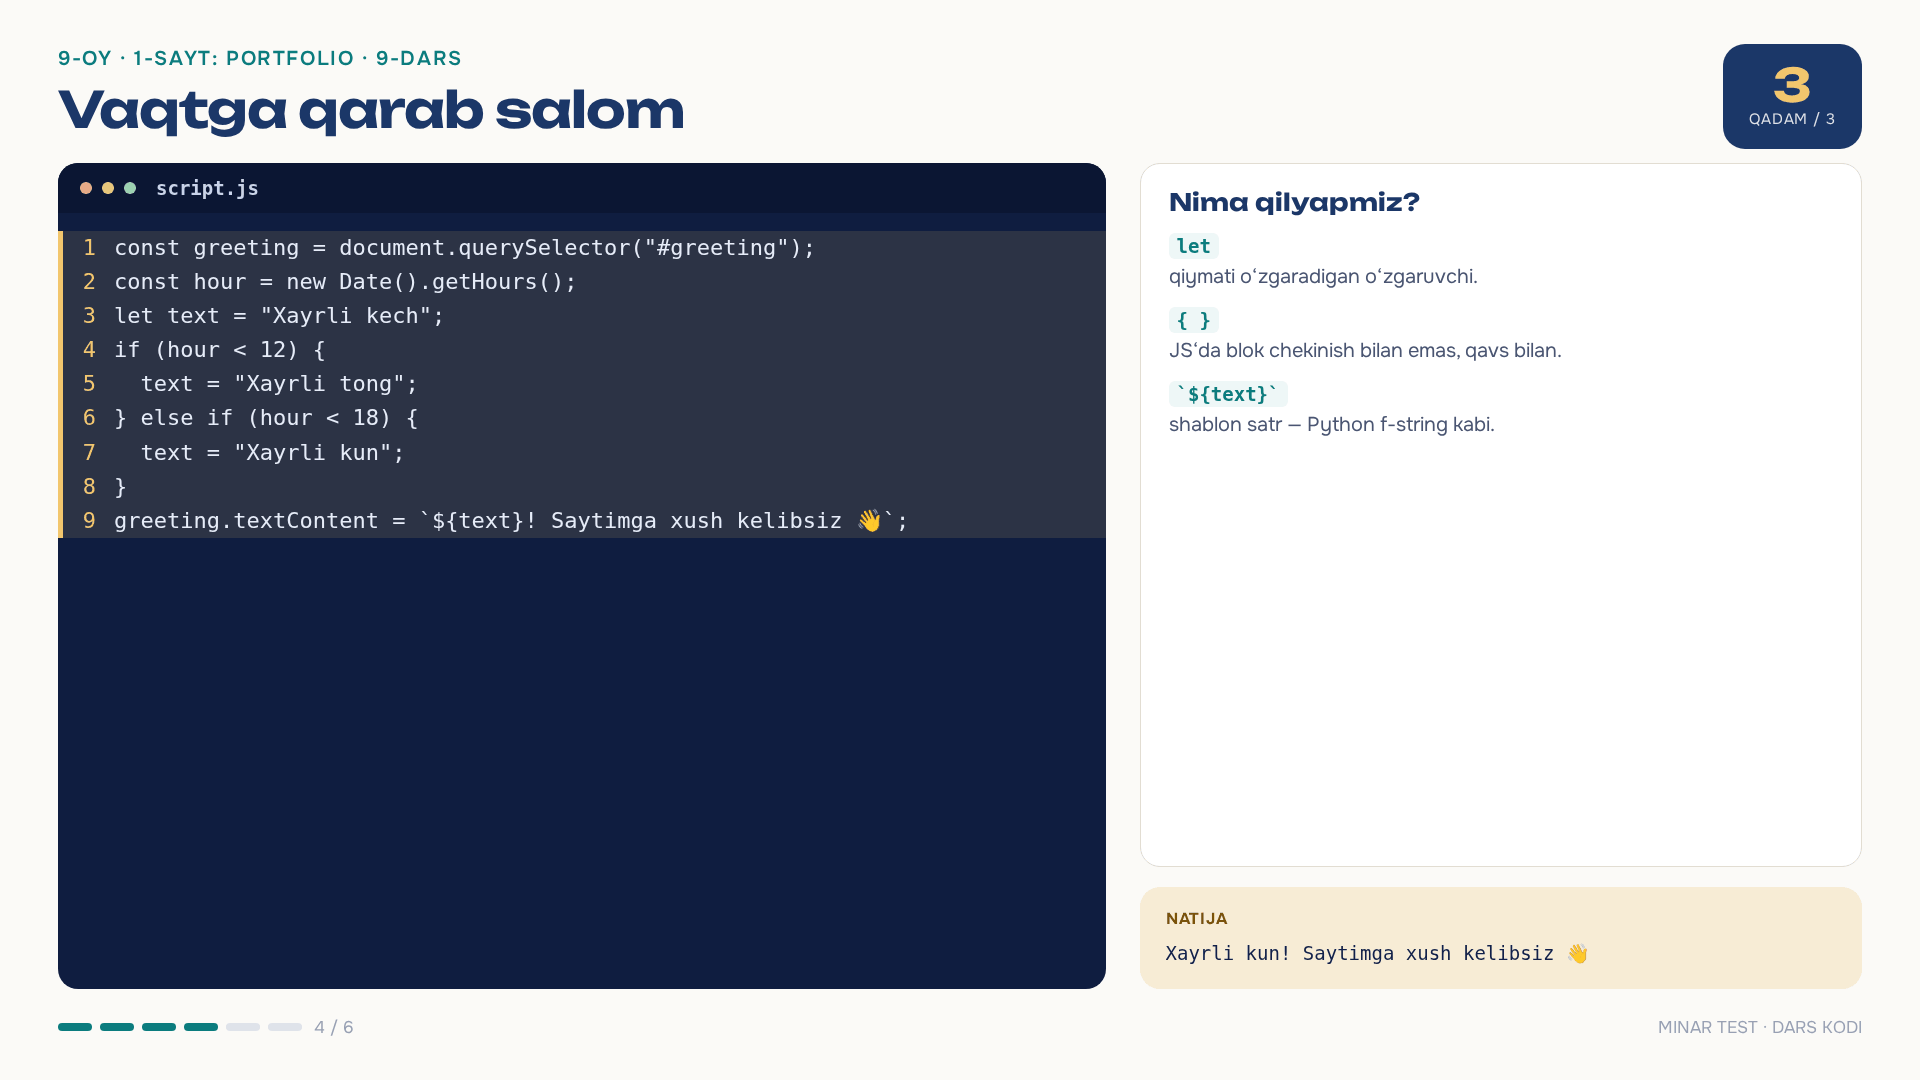 9-OY · 1-SAYT: PORTFOLIO · 9-DARS
Vaqtga qarab salom
3
QADAM / 3
script.js
1 const greeting = document.querySelector("#greeting");
2 const hour = new Date().getHours();
3 let text = "Xayrli kech";
4 if (hour < 12) {
5   text = "Xayrli tong";
6 } else if (hour < 18) {
7   text = "Xayrli kun";
8 }
9 greeting.textContent = `${text}! Saytimga xush kelibsiz 👋`;
Nima qilyapmiz?
let
qiymati oʻzgaradigan oʻzgaruvchi.
{ }
JSʻda blok chekinish bilan emas, qavs bilan.
`${text}`
shablon satr — Python f-string kabi.
NATIJA
Xayrli kun! Saytimga xush kelibsiz 👋
4 / 6
MINAR TEST · DARS KODI